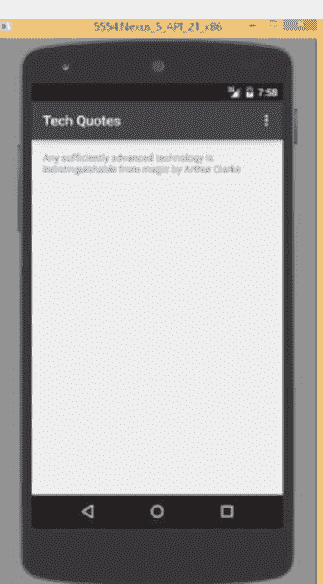 5554:Nexus_5_API_21_x86
7:58
Tech Quotes
Any sufficiently advanced technology is
indistinguishable from magic by Arthur Clarke